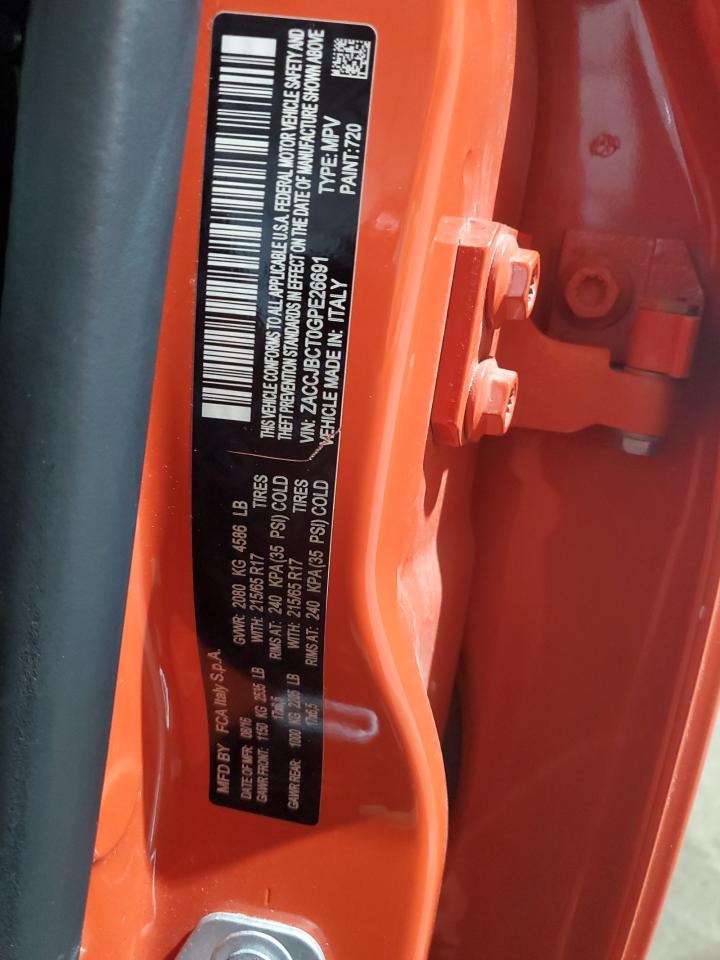 MFD BY FCA Italy S.p.A.
DATE OF MFR: 08/16 GVWR: 2080 KG 4586 LB
GAWR FRONT: 1150 KG 2535 LB WITH: 215/65 R17 TIRES
17x6,5 RIMS AT: 240 KPA(35 PSI) COLD
GAWR REAR: 1000 KG 2205 LB WITH: 215/65 R17 TIRES
17x6,5 RIMS AT: 240 KPA(35 PSI) COLD
THIS VEHICLE CONFORMS TO ALL APPLICABLE U.S.A. FEDERAL MOTOR VEHICLE SAFETY AND
THEFT PREVENTION STANDARDS IN EFFECT ON THE DATE OF MANUFACTURE SHOWN ABOVE
VIN: ZACCJBCT0GPE26691 TYPE: MPV
VEHICLE MADE IN: ITALY PAINT:720